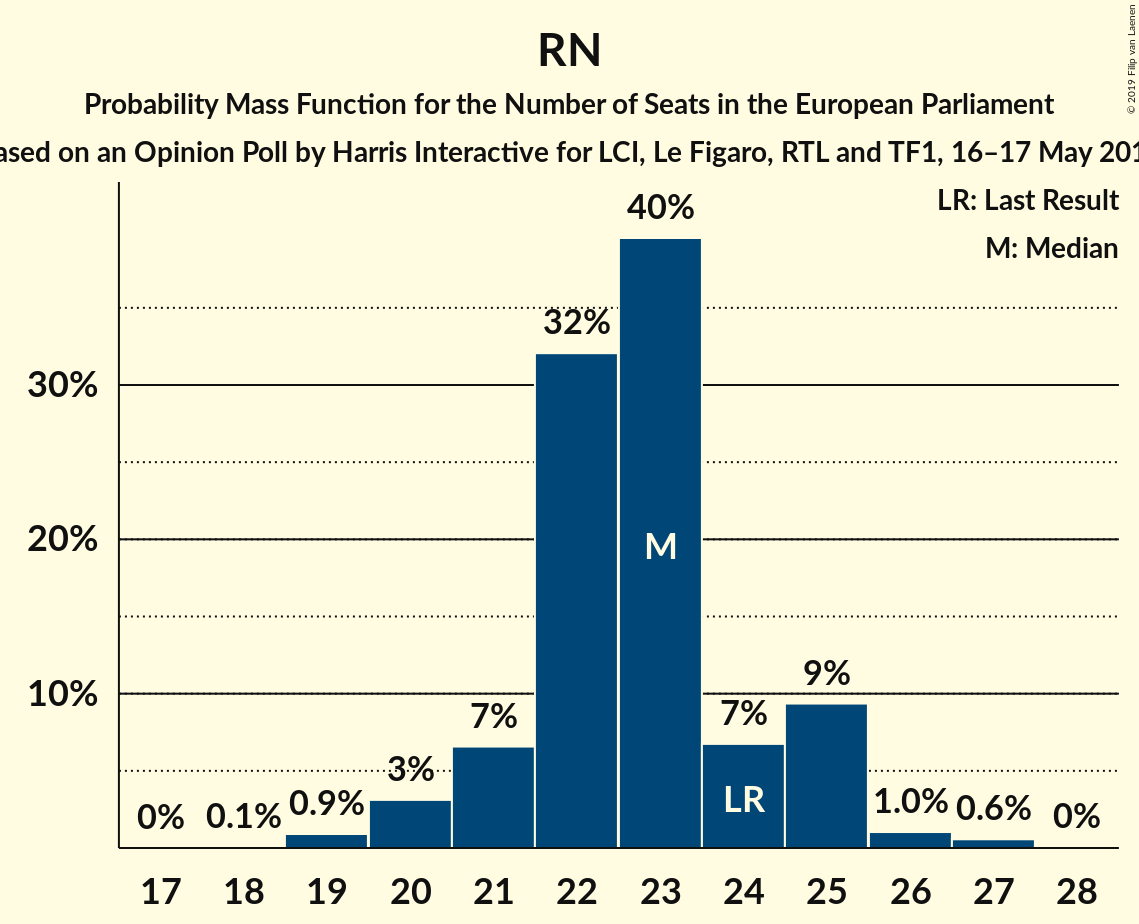 RN
Probability Mass Function for the Number of Seats in the European Parliament
ased on an Opinion Poll by Harris Interactive for LCI, Le Figaro, RTL and TF1, 16–17 May 201
© 2019 Filip van Laenen
LR: Last Result
M: Median
40%
32%
30%
20%
M
10%
9%
7%
7%
3%
LR
0%
0.1%
0.9%
1.0%
0.6%
0%
17 18 19 20 21 22 23 24 25 26 27 28